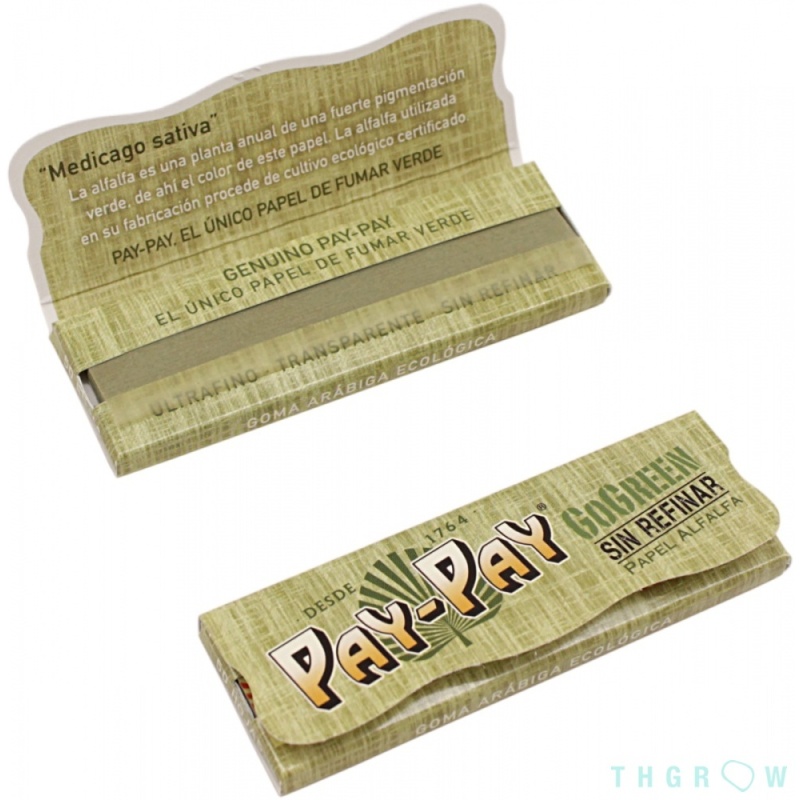 "Medicago sativa"
La alfalfa es una planta anual de una fuerte pigmentación
verde, de ahí el color de este papel. La alfalfa utilizada
en su fabricación procede de cultivo ecológico certificado
PAY-PAY. EL ÚNICO PAPEL DE FUMAR VERDE
GENUINO PAY-PAY
EL ÚNICO PAPEL DE FUMAR VERDE
ULTRAFINO · TRANSPARENTE · SIN REFINAR
GOMA ARÁBIGA ECOLÓGICA
DESDE 1764
PAY-PAY®
GOGREEN
SIN REFINAR
PAPEL ALFALFA
GOMA ARÁBIGA ECOLÓGICA
THGROW